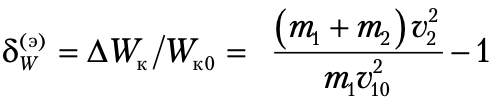 δ_W^(э) = ΔW_к/W_к0 = (m_1 + m_2) v_2^2 / m_1 v_10^2 − 1